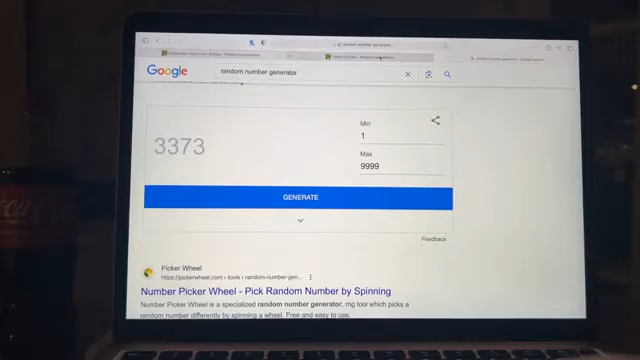 Google
random number generator
3373
Min
1
Max
9999
GENERATE
Feedback
Picker Wheel
https://pickerwheel.com › tools › random-number-gen...
Number Picker Wheel - Pick Random Number by Spinning
Number Picker Wheel is a specialized random number generator, mg tool which picks a
random number differently by spinning a wheel. Free and easy to use.